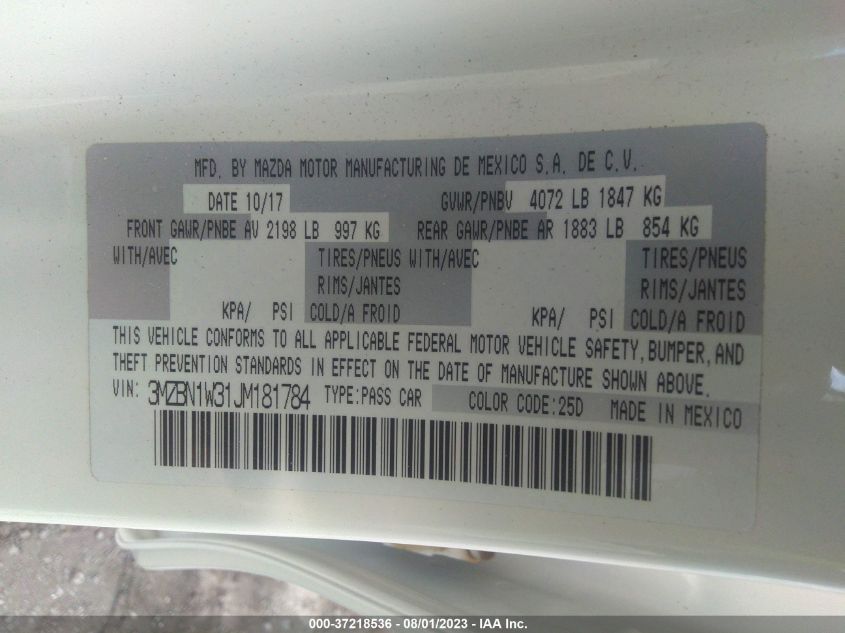 MFD. BY MAZDA MOTOR MANUFACTURING DE MEXICO S.A. DE C.V.
DATE 10/17 GVWR/PNBV 4072 LB 1847 KG
FRONT GAWR/PNBE AV 2198 LB 997 KG REAR GAWR/PNBE AR 1883 LB 854 KG
WITH/AVEC TIRES/PNEUS WITH/AVEC TIRES/PNEUS
RIMS/JANTES RIMS/JANTES
KPA/ PSI COLD/A FROID KPA/ PSI COLD/A FROID
THIS VEHICLE CONFORMS TO ALL APPLICABLE FEDERAL MOTOR VEHICLE SAFETY, BUMPER, AND
THEFT PREVENTION STANDARDS IN EFFECT ON THE DATE OF MANUFACTURE SHOWN ABOVE.
VIN: 3MZBN1W31JM181784 TYPE:PASS CAR COLOR CODE:25D MADE IN MEXICO
000-37218536 - 08/01/2023 - IAA Inc.